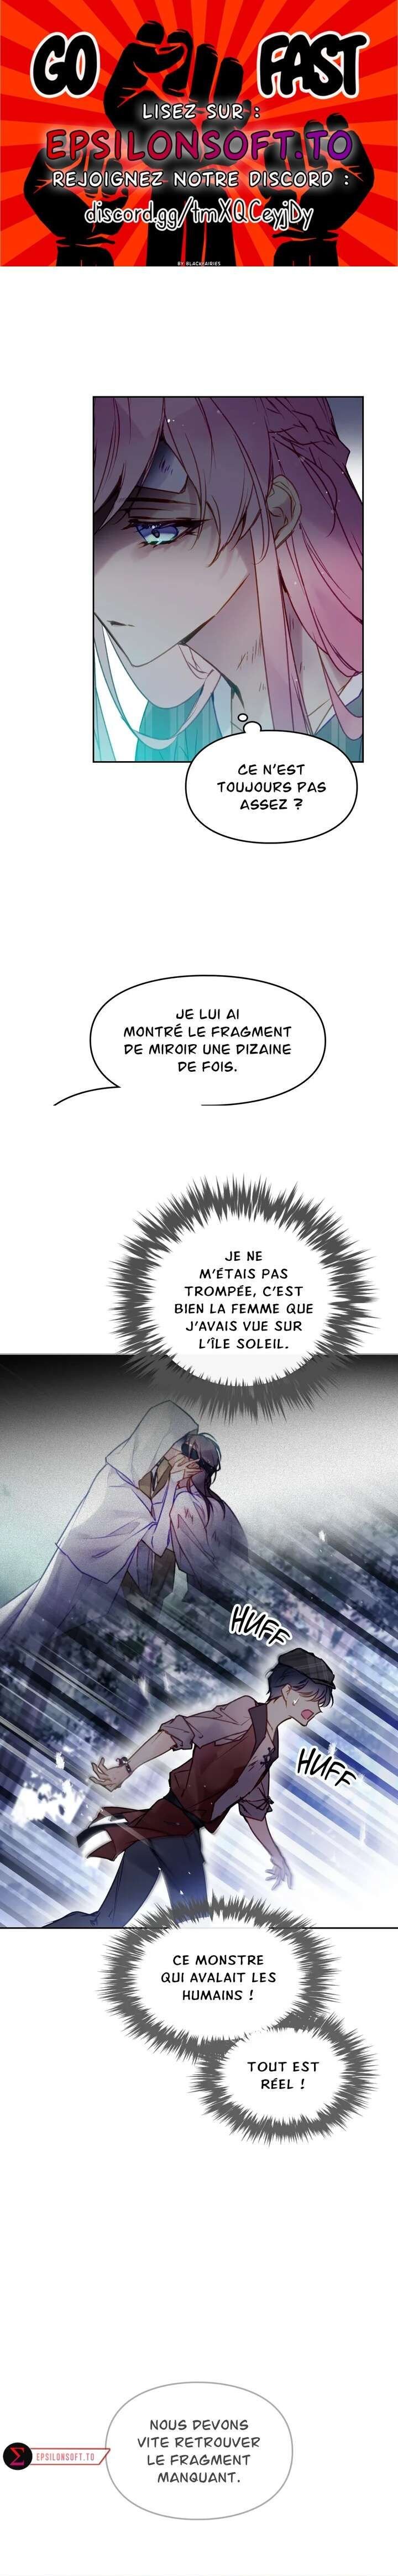 GO FAST
LISEZ SUR :
EPSILONSOFT.TO
REJOIGNEZ NOTRE DISCORD :
discord.gg/tmXQCeyjDy
BY BLACKFAIRIES
CE N'EST
TOUJOURS PAS
ASSEZ ?
JE LUI AI
MONTRÉ LE FRAGMENT
DE MIROIR UNE DIZAINE
DE FOIS.
JE NE
M'ÉTAIS PAS
TROMPÉE, C'EST
BIEN LA FEMME QUE
J'AVAIS VUE SUR
L'ÎLE SOLEIL.
HUFF
HUFF
CE MONSTRE
QUI AVALAIT LES
HUMAINS !
TOUT EST
RÉEL !
NOUS DEVONS
VITE RETROUVER
LE FRAGMENT
MANQUANT.
Σ EPSILONSOFT.TO